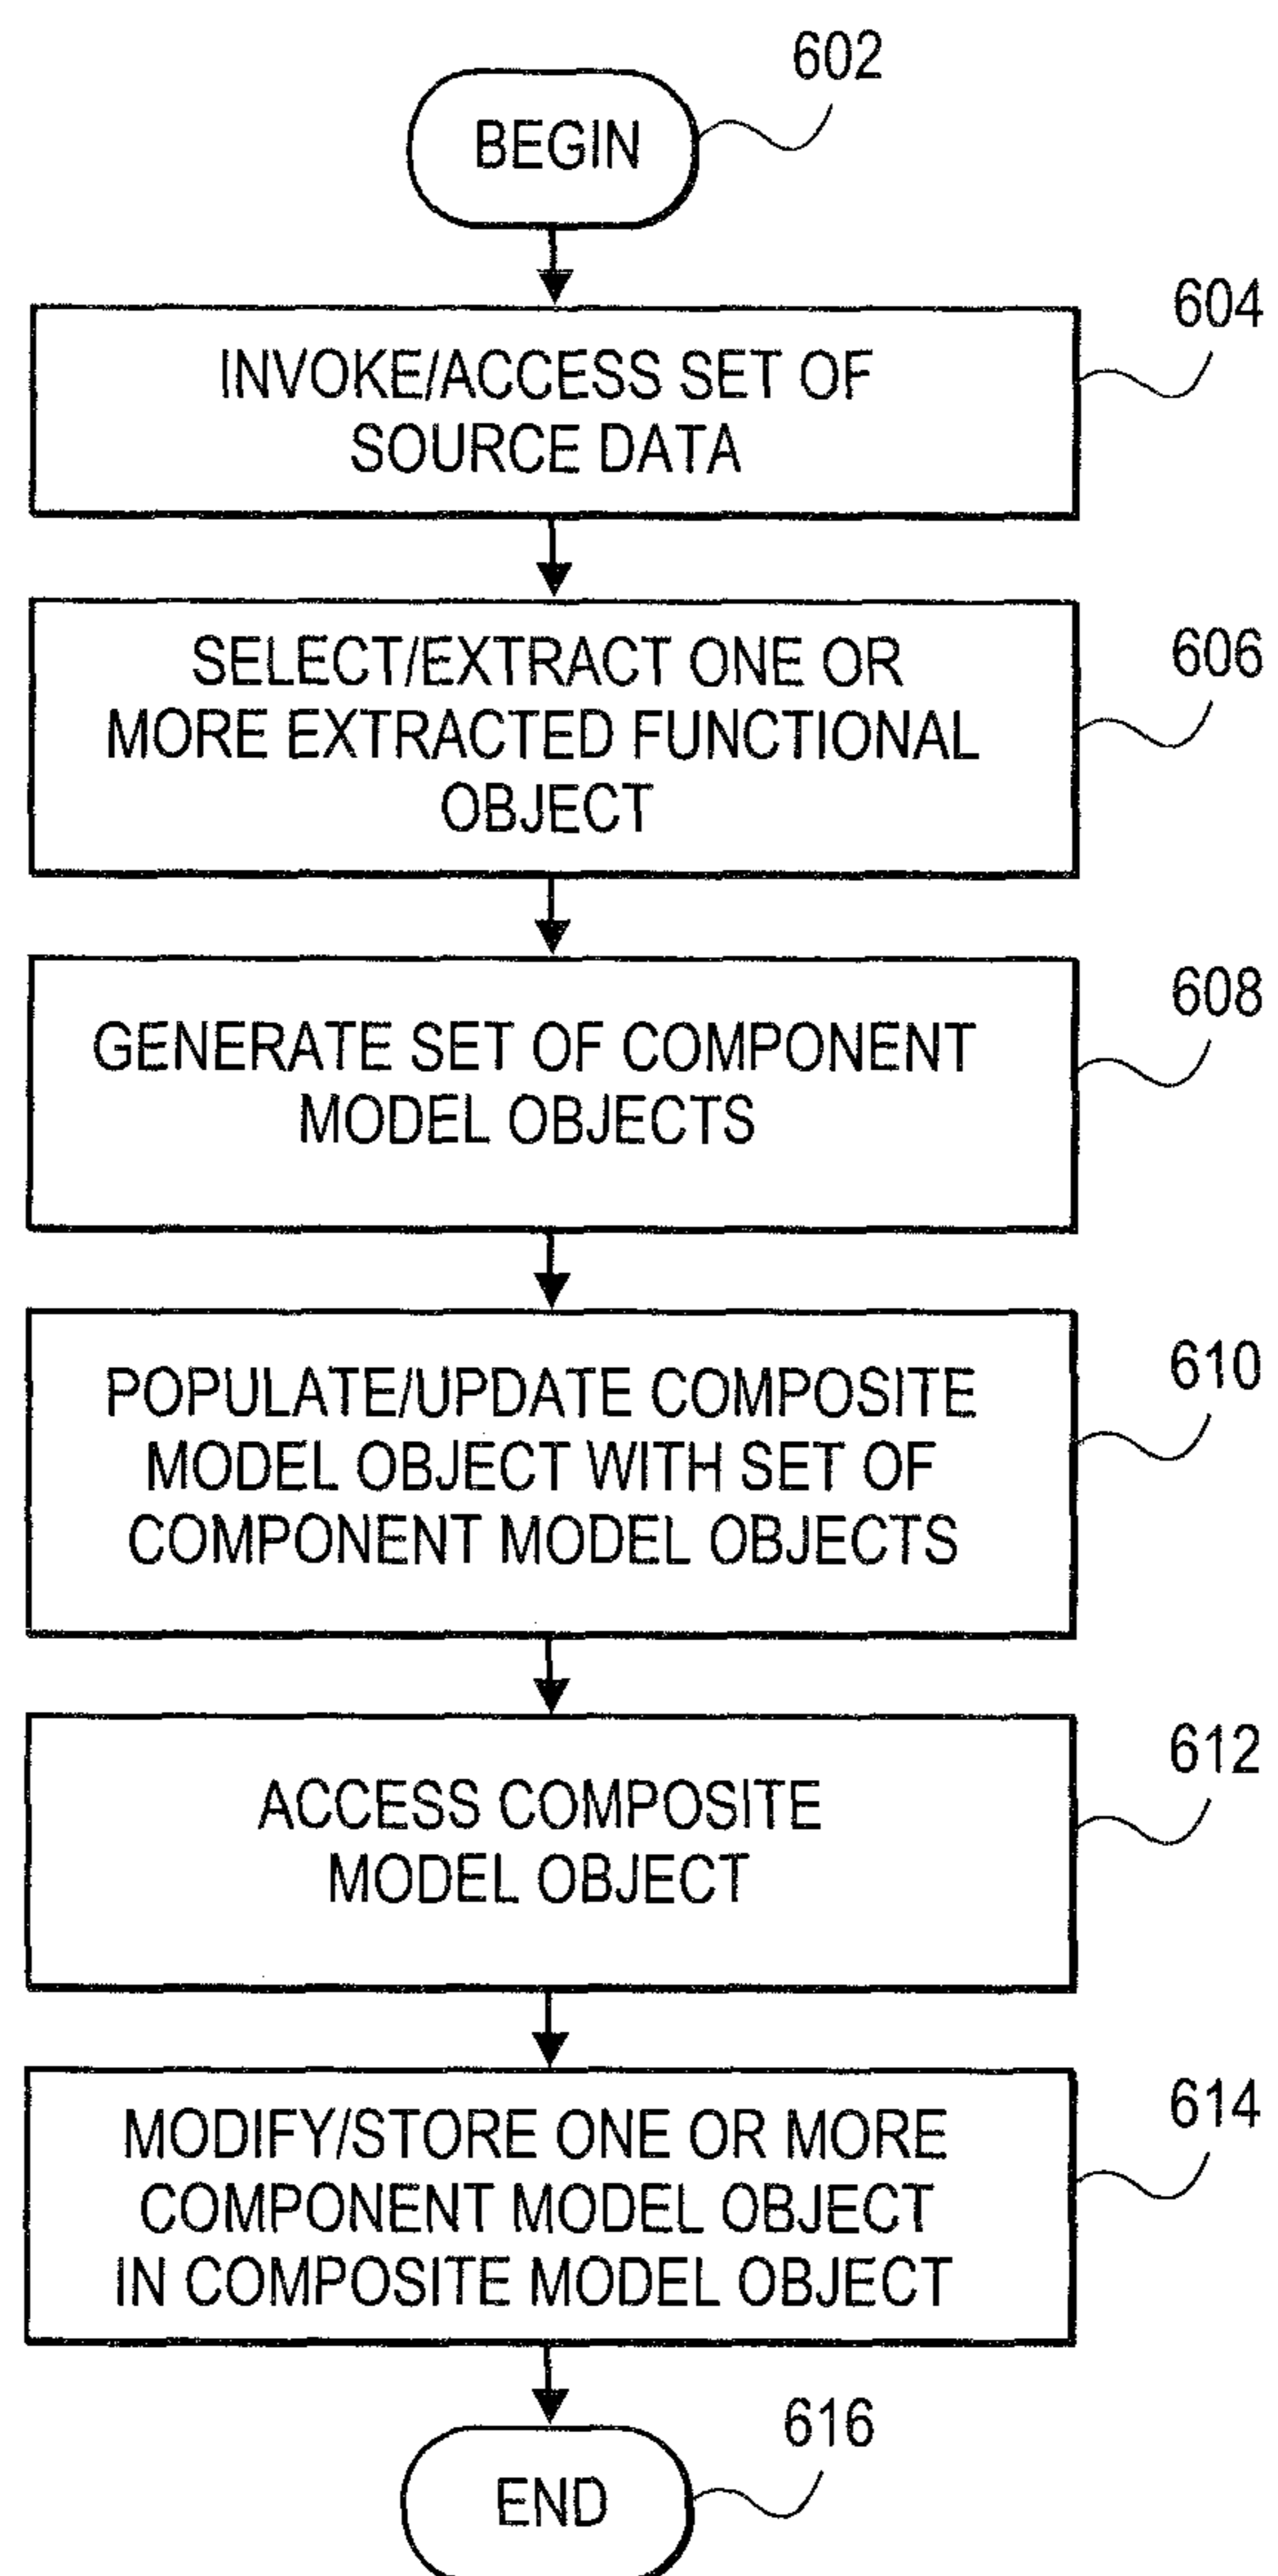 602
BEGIN
604
INVOKE/ACCESS SET OF
SOURCE DATA
606
SELECT/EXTRACT ONE OR
MORE EXTRACTED FUNCTIONAL
OBJECT
608
GENERATE SET OF COMPONENT
MODEL OBJECTS
610
POPULATE/UPDATE COMPOSITE
MODEL OBJECT WITH SET OF
COMPONENT MODEL OBJECTS
612
ACCESS COMPOSITE
MODEL OBJECT
614
MODIFY/STORE ONE OR MORE
COMPONENT MODEL OBJECT
IN COMPOSITE MODEL OBJECT
616
END